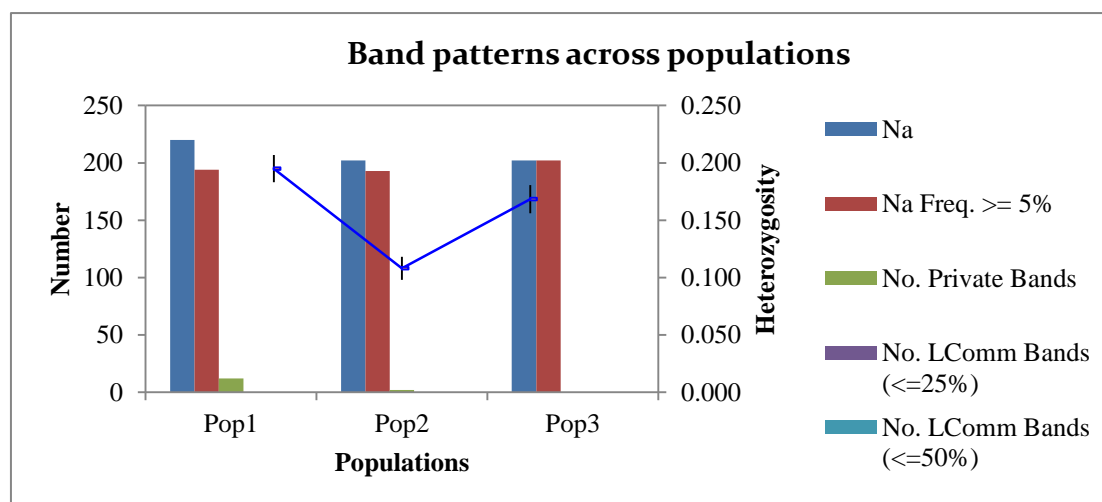 Band patterns across populations
250
200
150
100
50
0
Number
0.250
0.200
0.150
0.100
0.050
0.000
Heterozygosity
Pop1 Pop2 Pop3
Populations
Na
Na Freq. >= 5%
No. Private Bands
No. LComm Bands
(<=25%)
No. LComm Bands
(<=50%)